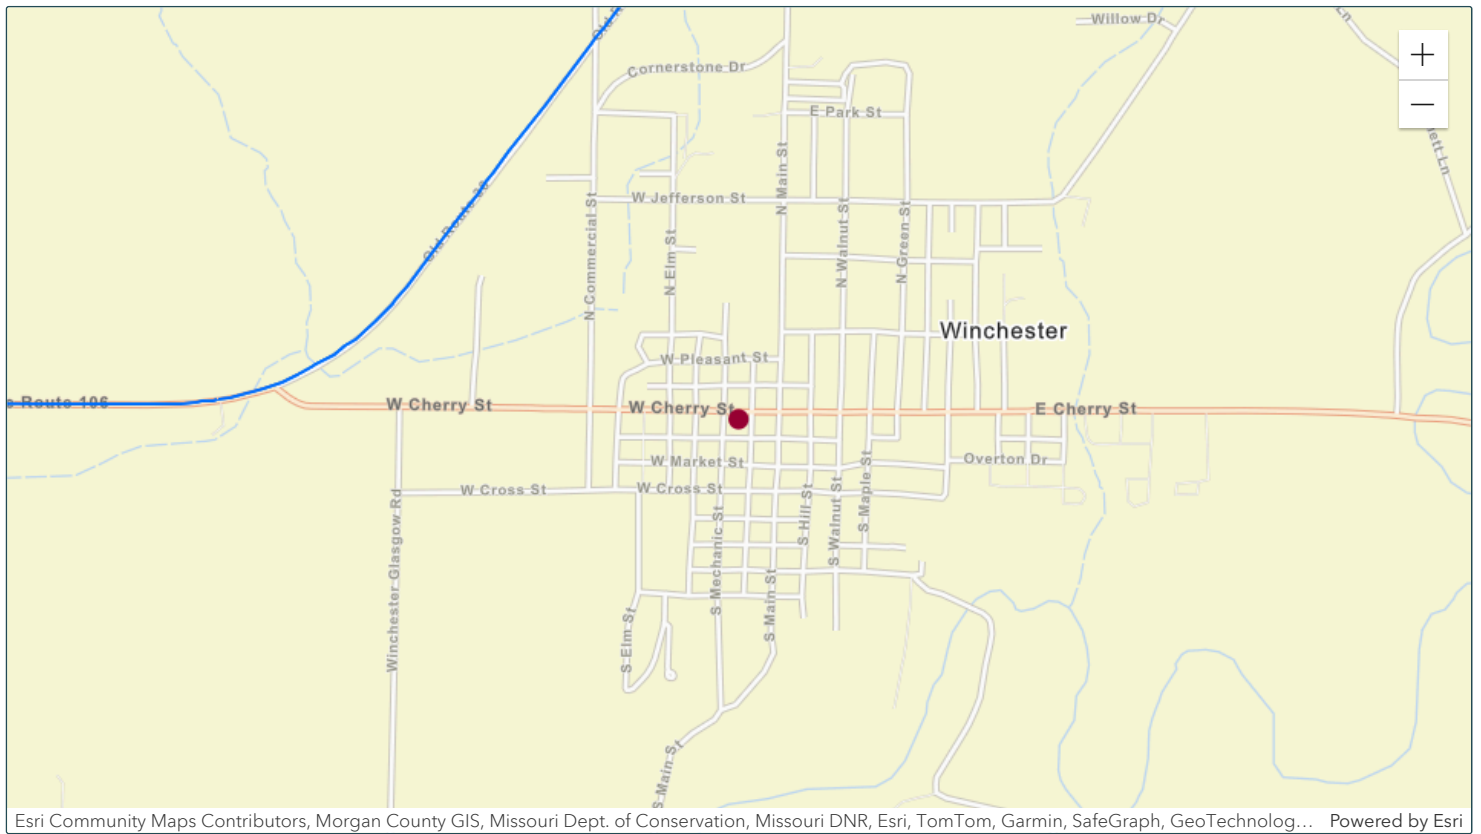 Old R
Willow Dr
Ln
Cornerstone Dr
E Park St
ett Ln
N Main St
W Jefferson St
Old Route 36
N Commercial St
N Elm St
N Walnut St
N Green St
Winchester
W Pleasant St
e Route 106
W Cherry St
W Cherry St
E Cherry St
W Market St
Overton Dr
W Cross St
W Cross St
Winchester Glasgow Rd
S Mechanic St
S Hill St
S Walnut St
S Maple St
S Elm St
S Main St
S Main St
Esri Community Maps Contributors, Morgan County GIS, Missouri Dept. of Conservation, Missouri DNR, Esri, TomTom, Garmin, SafeGraph, GeoTechnolog... Powered by Esri